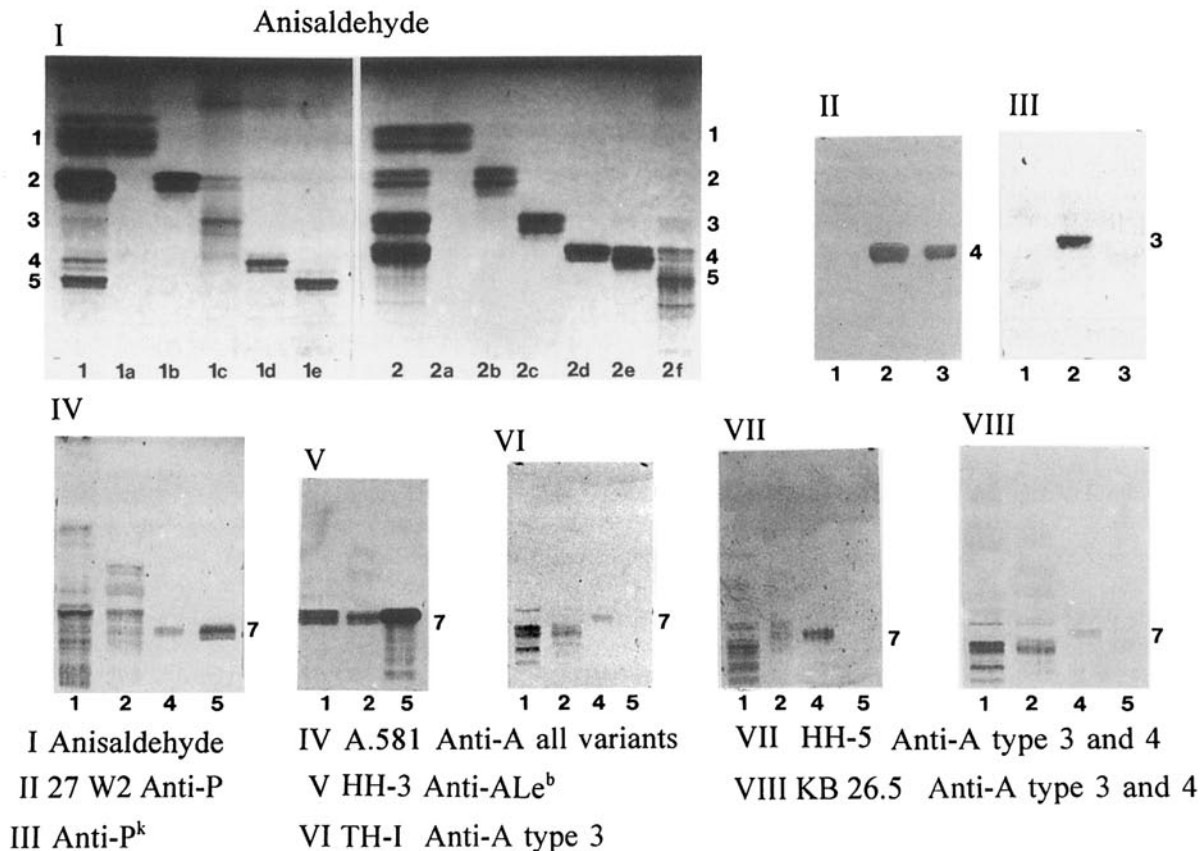 Anisaldehyde
I
1
2
3
4
5
1 1a 1b 1c 1d 1e
2 2a 2b 2c 2d 2e 2f
1
2
3
4
5
II
4
1 2 3
III
3
1 2 3
IV
7
1 2 4 5
V
7
1 2 5
VI
1 2 4 5
VII
7
1 2 4 5
VIII
7
1 2 4 5
I Anisaldehyde
II 27 W2 Anti-P
III Anti-Pᵏ
IV A.581 Anti-A all variants
V HH-3 Anti-ALeᵇ
VI TH-I Anti-A type 3
VII HH-5 Anti-A type 3 and 4
VIII KB 26.5 Anti-A type 3 and 4